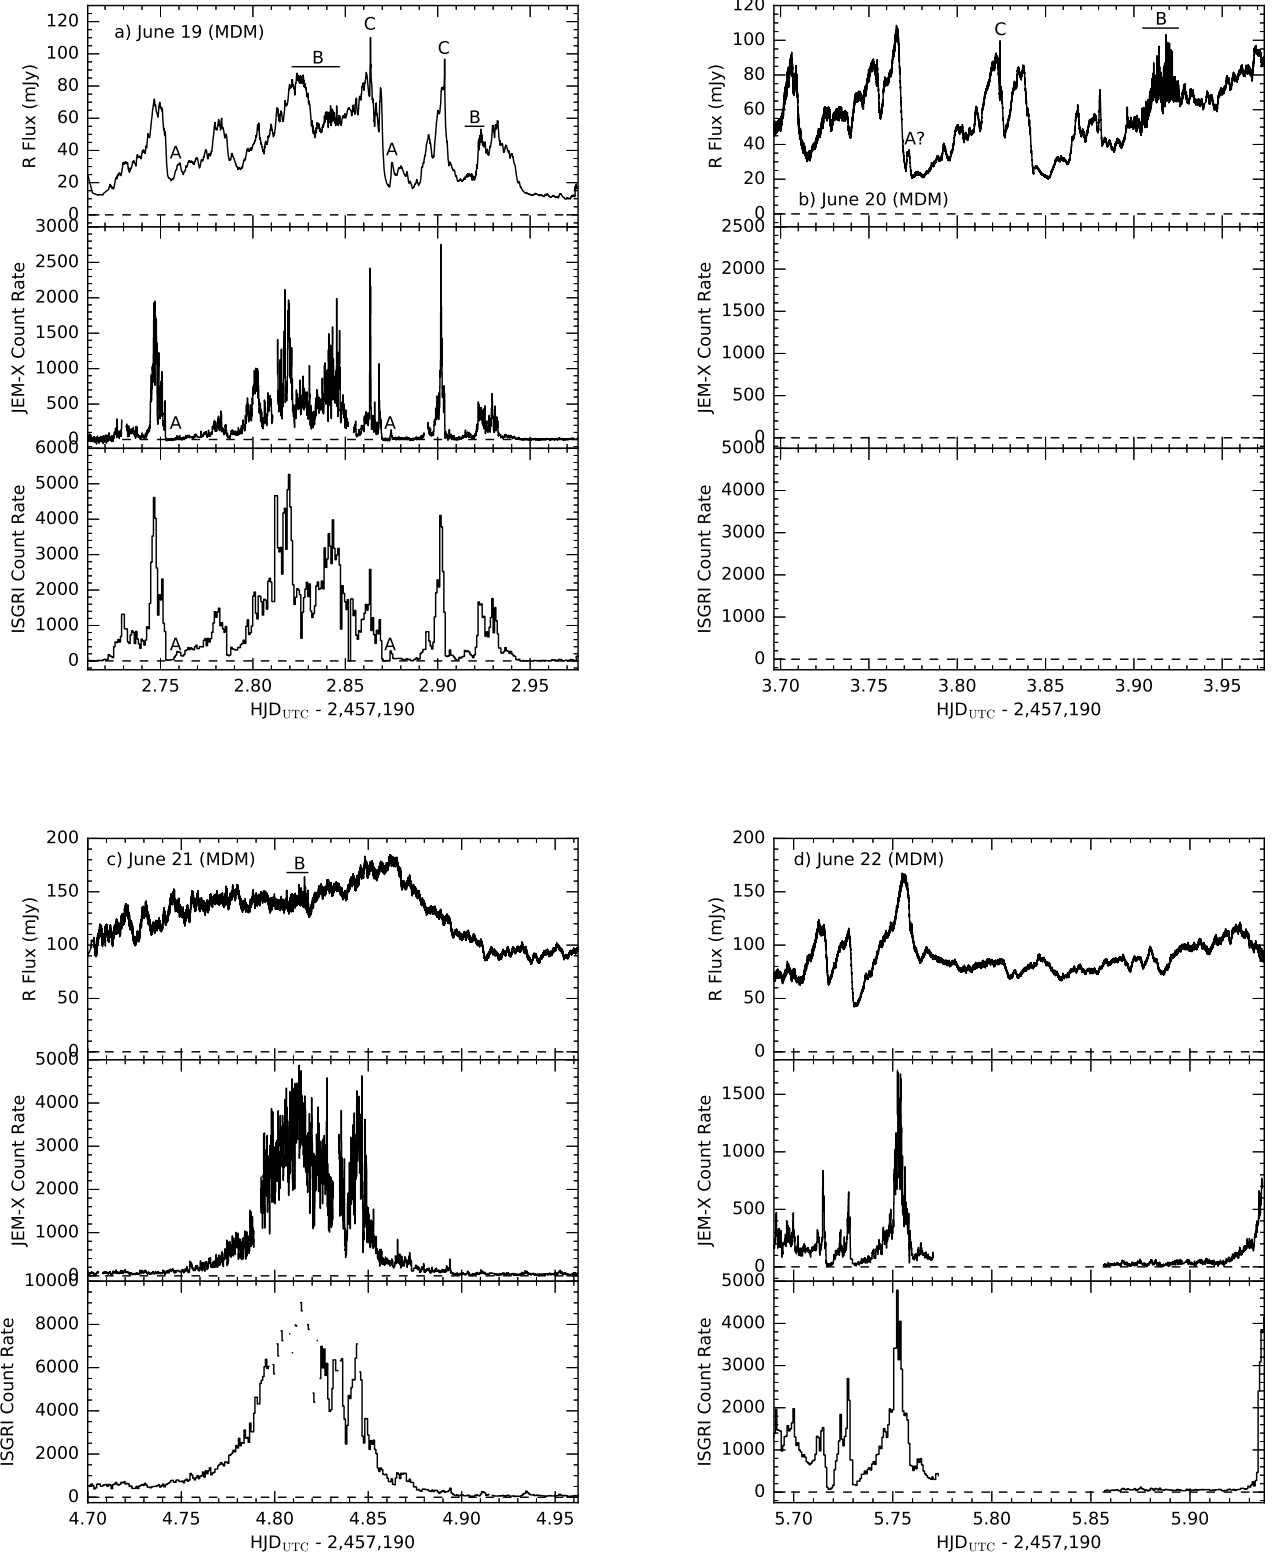 a) June 19 (MDM)
R Flux (mJy)
120
100
80
60
40
20
0
A
B
C
A
C
B
JEM-X Count Rate
3000
2500
2000
1500
1000
500
0
A
A
ISGRI Count Rate
6000
5000
4000
3000
2000
1000
0
A
A
2.75 2.80 2.85 2.90 2.95
HJD_UTC - 2,457,190
b) June 20 (MDM)
R Flux (mJy)
120
100
80
60
40
20
0
A?
C
B
JEM-X Count Rate
2500
2000
1500
1000
500
0
ISGRI Count Rate
5000
4000
3000
2000
1000
0
3.70 3.75 3.80 3.85 3.90 3.95
HJD_UTC - 2,457,190
c) June 21 (MDM)
R Flux (mJy)
200
150
100
50
0
B
JEM-X Count Rate
5000
4000
3000
2000
1000
0
ISGRI Count Rate
10000
8000
6000
4000
2000
0
4.70 4.75 4.80 4.85 4.90 4.95
HJD_UTC - 2,457,190
d) June 22 (MDM)
R Flux (mJy)
200
150
100
50
0
JEM-X Count Rate
1500
1000
500
0
ISGRI Count Rate
5000
4000
3000
2000
1000
0
5.70 5.75 5.80 5.85 5.90
HJD_UTC - 2,457,190